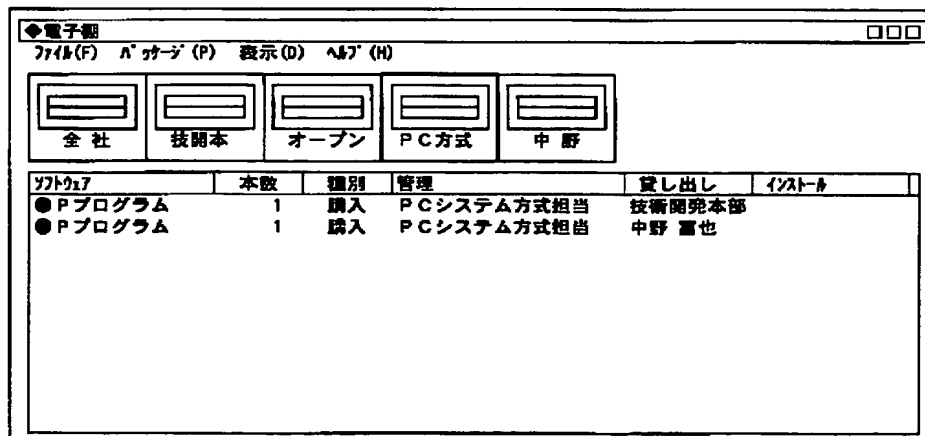 ◆電子棚
ファイル(F) パッケージ(P) 表示(D) ヘルプ(H)
全社 技開本 オープン PC方式 中野
ソフトウェア 本数 種別 管理 貸し出し インストール
●Pプログラム 1 購入 PCシステム方式担当 技術開発本部
●Pプログラム 1 購入 PCシステム方式担当 中野 冨也